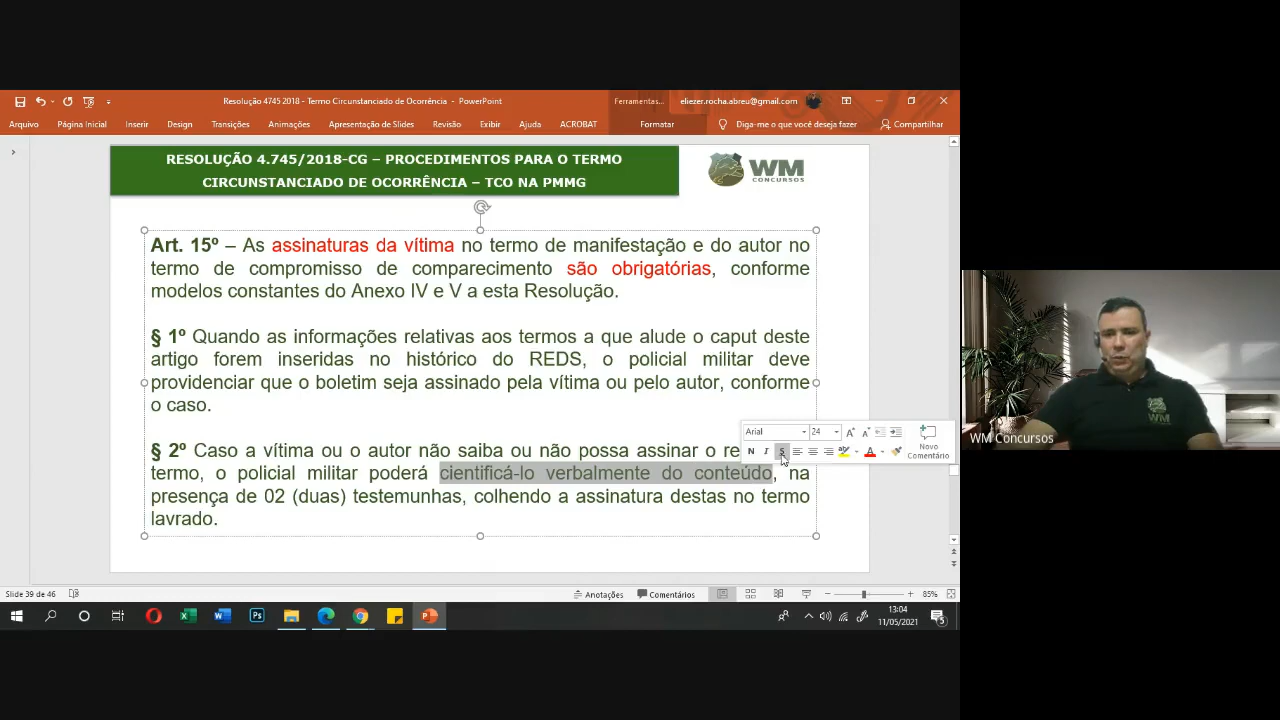 Resolução 4745 2018 - Termo Circunstanciado de Ocorrência - PowerPoint
Ferramentas...
eliezer.rocha.abreu@gmail.com
Arquivo Página Inicial Inserir Design Transições Animações Apresentação de Slides Revisão Exibir Ajuda ACROBAT Formatar Diga-me o que você deseja fazer Compartilhar
RESOLUÇÃO 4.745/2018-CG – PROCEDIMENTOS PARA O TERMO
CIRCUNSTANCIADO DE OCORRÊNCIA – TCO NA PMMG
WM
CONCURSOS
Art. 15º – As assinaturas da vítima no termo de manifestação e do autor no
termo de compromisso de comparecimento são obrigatórias, conforme
modelos constantes do Anexo IV e V a esta Resolução.
§ 1º Quando as informações relativas aos termos a que alude o caput deste
artigo forem inseridas no histórico do REDS, o policial militar deve
providenciar que o boletim seja assinado pela vítima ou pelo autor, conforme
o caso.
§ 2º Caso a vítima ou o autor não saiba ou não possa assinar o re
termo, o policial militar poderá cientificá-lo verbalmente do conteúdo, na
presença de 02 (duas) testemunhas, colhendo a assinatura destas no termo
lavrado.
Arial 24
N I S
Novo
Comentário
WM Concursos
Slide 39 de 46
Anotações Comentários 85%
13:04
11/05/2021
5